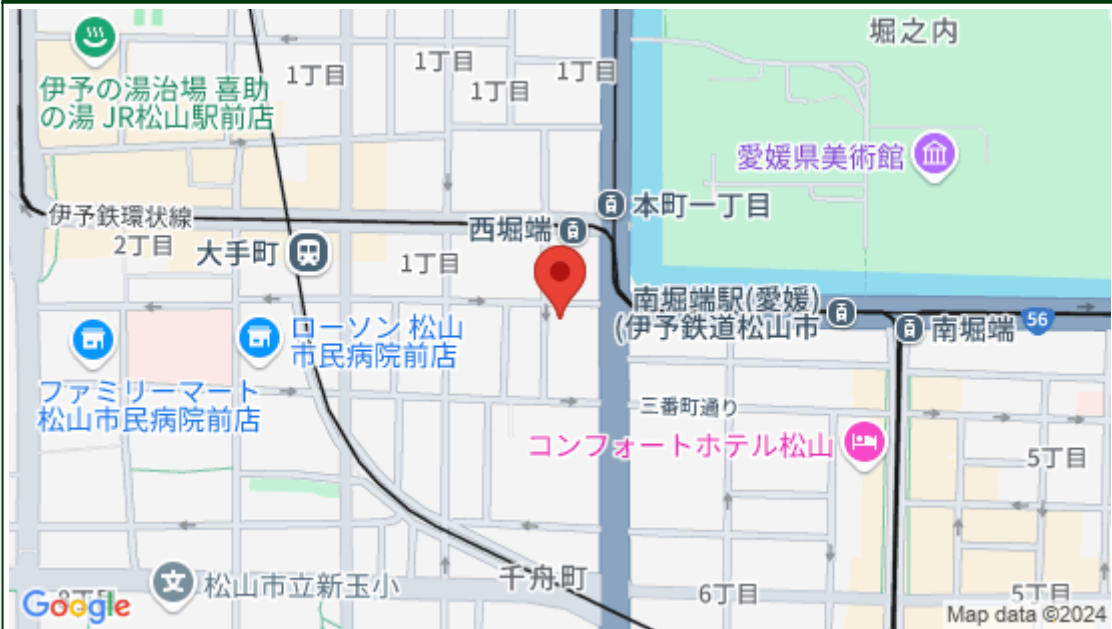 堀之内
1丁目
1丁目
1丁目
1丁目
伊予の湯治場 喜助
の湯 JR松山駅前店
愛媛県美術館
本町一丁目
伊予鉄環状線
西堀端
2丁目
大手町
1丁目
南堀端駅(愛媛)
(伊予鉄道松山市
南堀端
56
ローソン 松山
市民病院前店
ファミリーマート
松山市民病院前店
三番町通り
コンフォートホテル松山
5丁目
千舟町
松山市立新玉小
6丁目
5丁目
Google
Map data ©2024